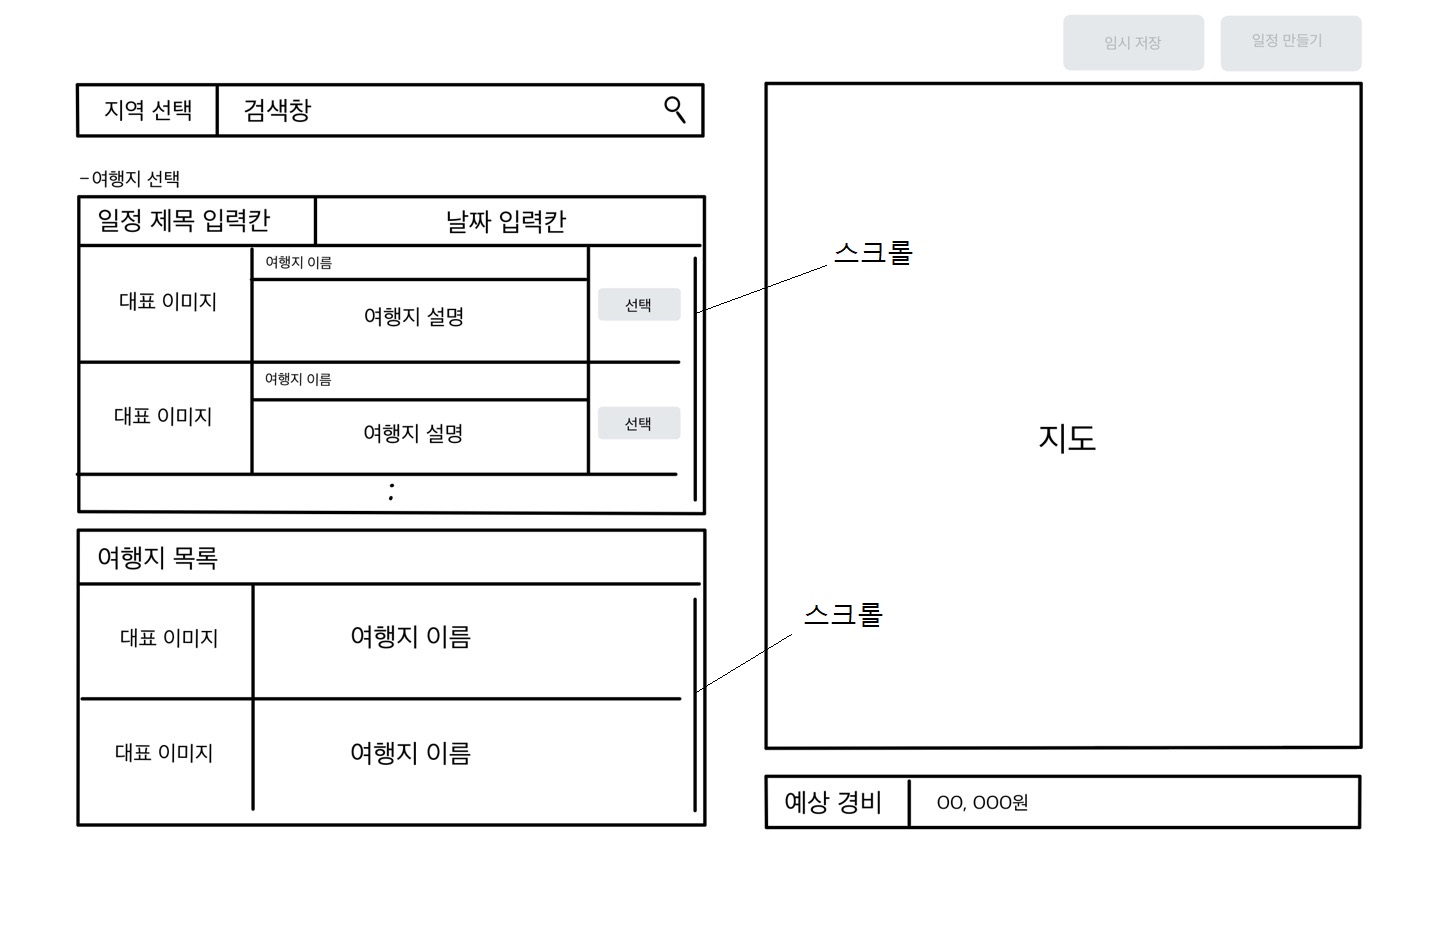 임시 저장
일정 만들기
지역 선택
검색창
-여행지 선택
일정 제목 입력칸
날짜 입력칸
대표 이미지
여행지 이름
여행지 설명
선택
대표 이미지
여행지 이름
여행지 설명
선택
:
여행지 목록
대표 이미지
여행지 이름
대표 이미지
여행지 이름
스크롤
지도
스크롤
예상 경비
OO, OOO원